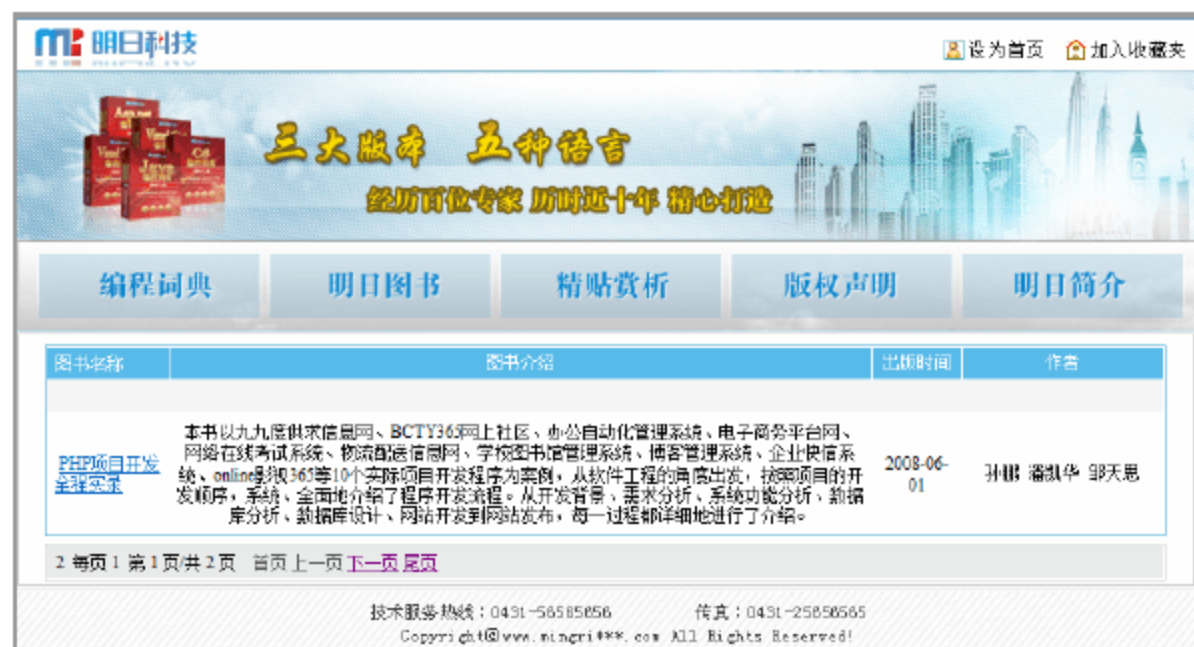 明日科技
设为首页 加入收藏夹
三大版本 五种语言
经历百位专家 历时近十年 精心打造
编程词典 明日图书 精贴赏析 版权声明 明日简介
图书名称 图书介绍 出版时间 作者
本书以九九度供求信息网、BCTY365网上社区、办公自动化管理系统、电子商务平台网、
网络在线考试系统、物流配送信息网、学校图书馆管理系统、博客管理系统、企业快信系
PHP项目开发
全程实录
统、online影视365等10个实际项目开发程序为案例，从软件工程的角度出发，按照项目的开
发顺序，系统、全面地介绍了程序开发流程。从开发背景、需求分析、系统功能分析、数据
库分析、数据库设计、网站开发到网站发布，每一过程都详细地进行了介绍。
2008-06-
01
孙鹏 潘凯华 邹天思
2 每页 1 第 1 页/共 2 页 首页 上一页 下一页 尾页
技术服务热线：0431-56585656 传真：0431-25856565
Copyright@www.mingri***.com All Rights Reserved!